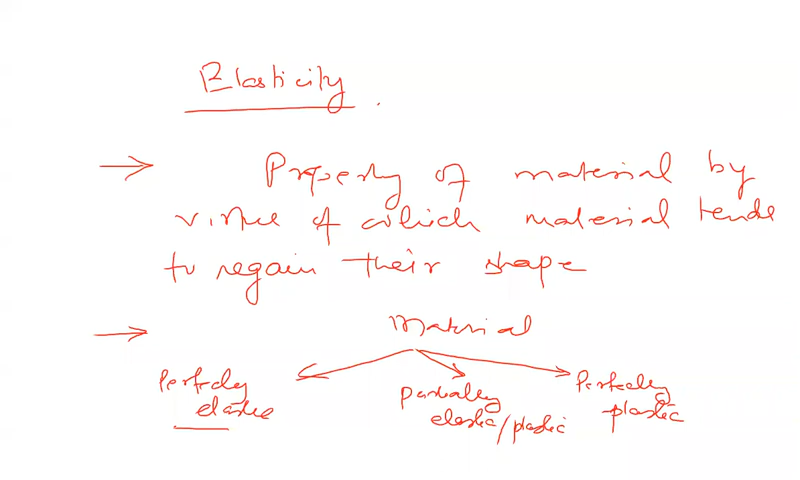 Elasticity
→ Property of material by
virtue of which material tends
to regain their shape
→ Material
Perfectly
elastic
partially
elastic/plastic
Perfectly
plastic